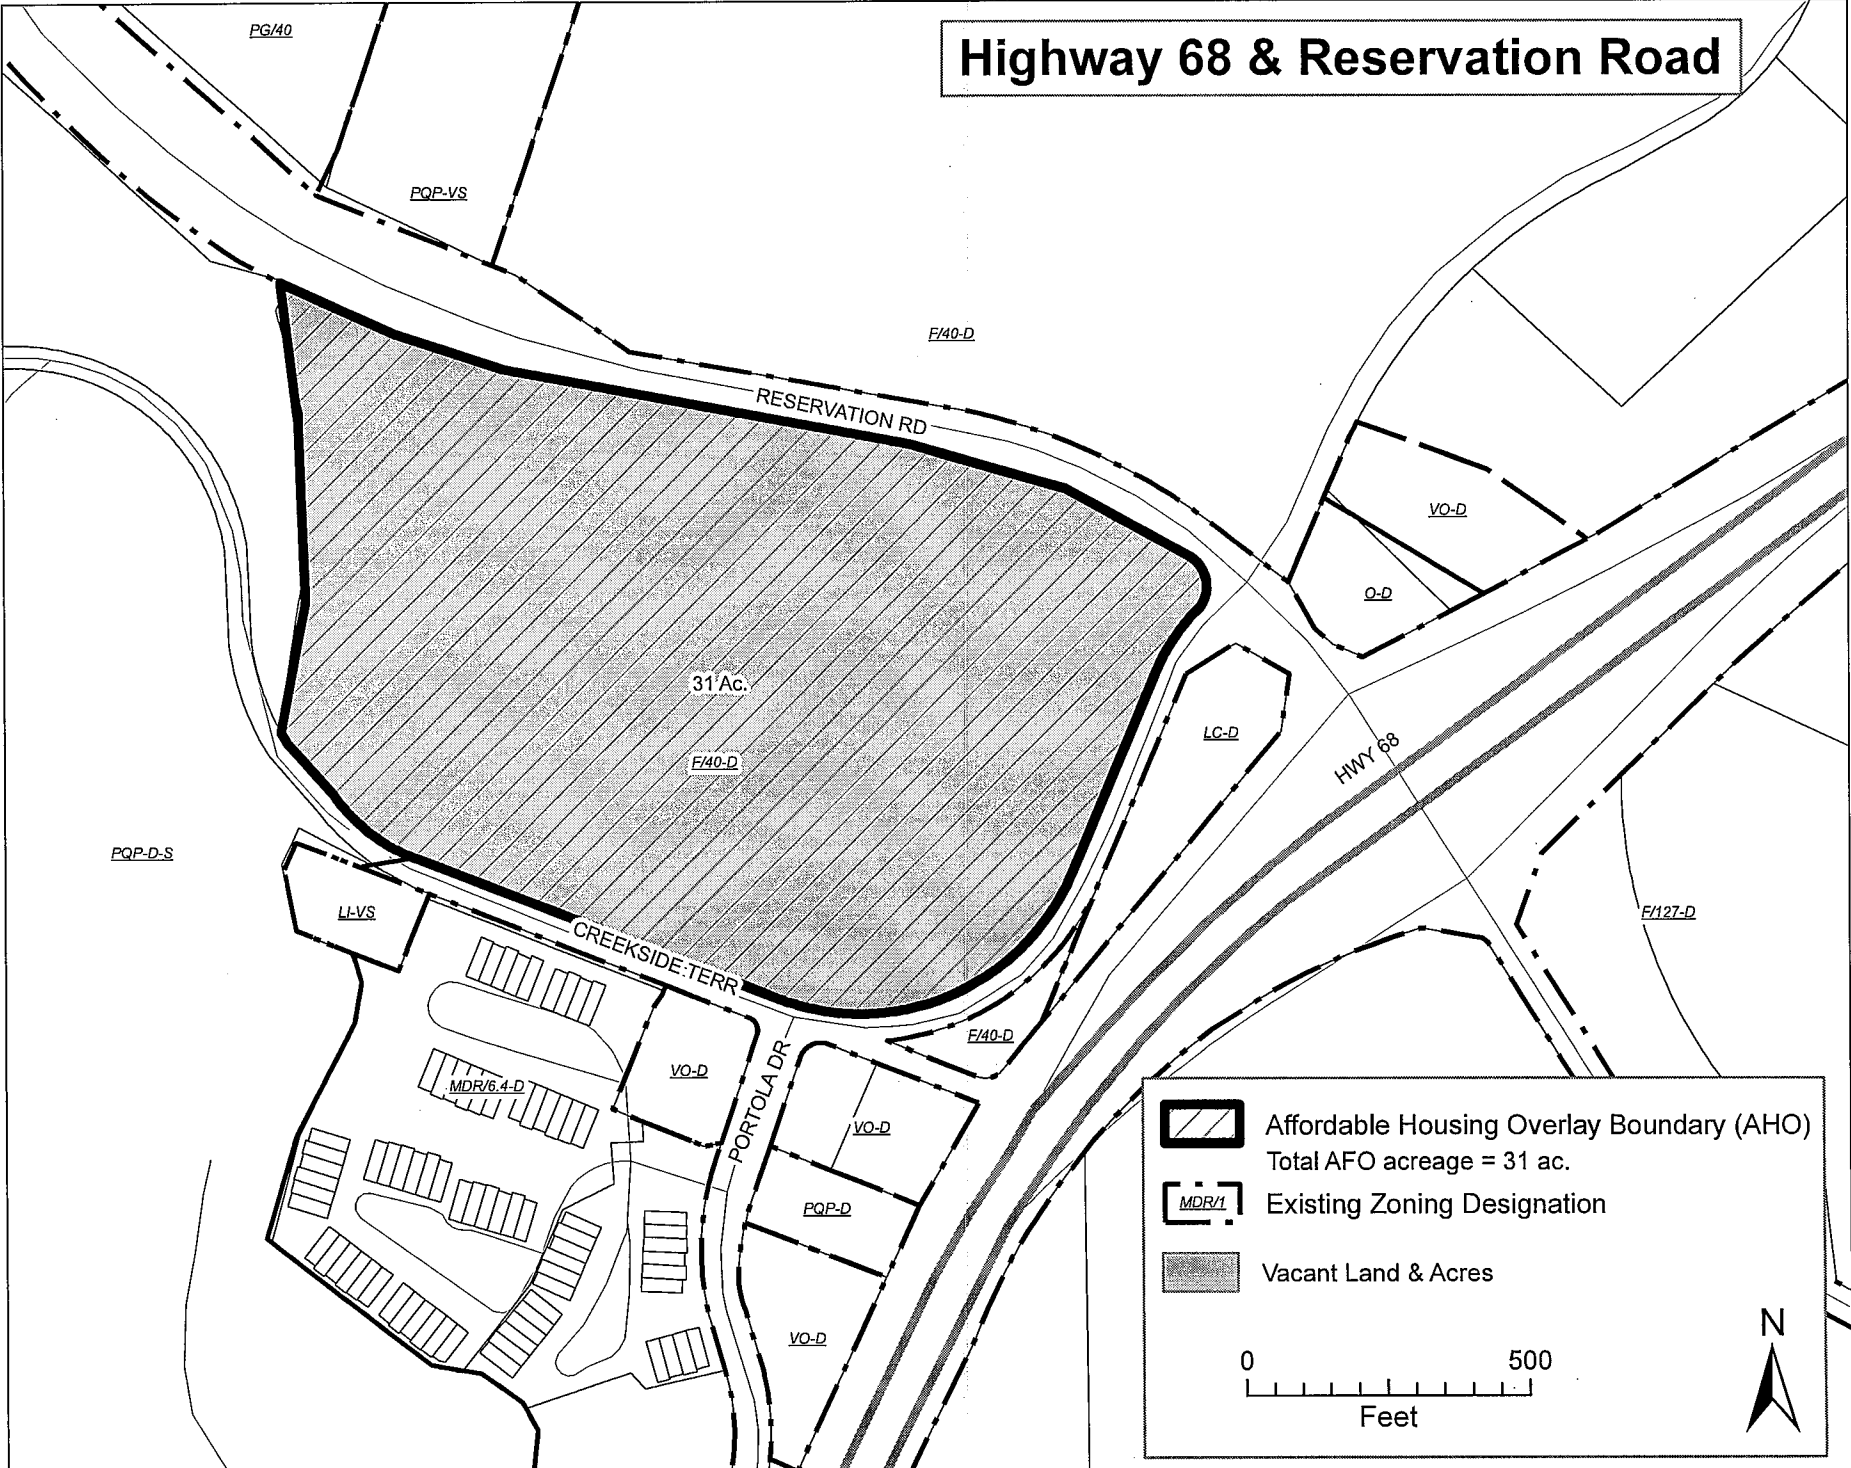 PG/40
Highway 68 & Reservation Road
PQP-VS
F/40-D
RESERVATION RD
VO-D
O-D
31 Ac.
LC-D
F/40-D
HWY 68
PQP-D-S
LI-VS
F/127-D
CREEKSIDE TERR
F/40-D
VO-D
MDR/6.4-D
PORTOLA DR
VO-D
PQP-D
VO-D
Affordable Housing Overlay Boundary (AHO)
Total AFO acreage = 31 ac.
MDR/1
Existing Zoning Designation
Vacant Land & Acres
N
0 500
Feet